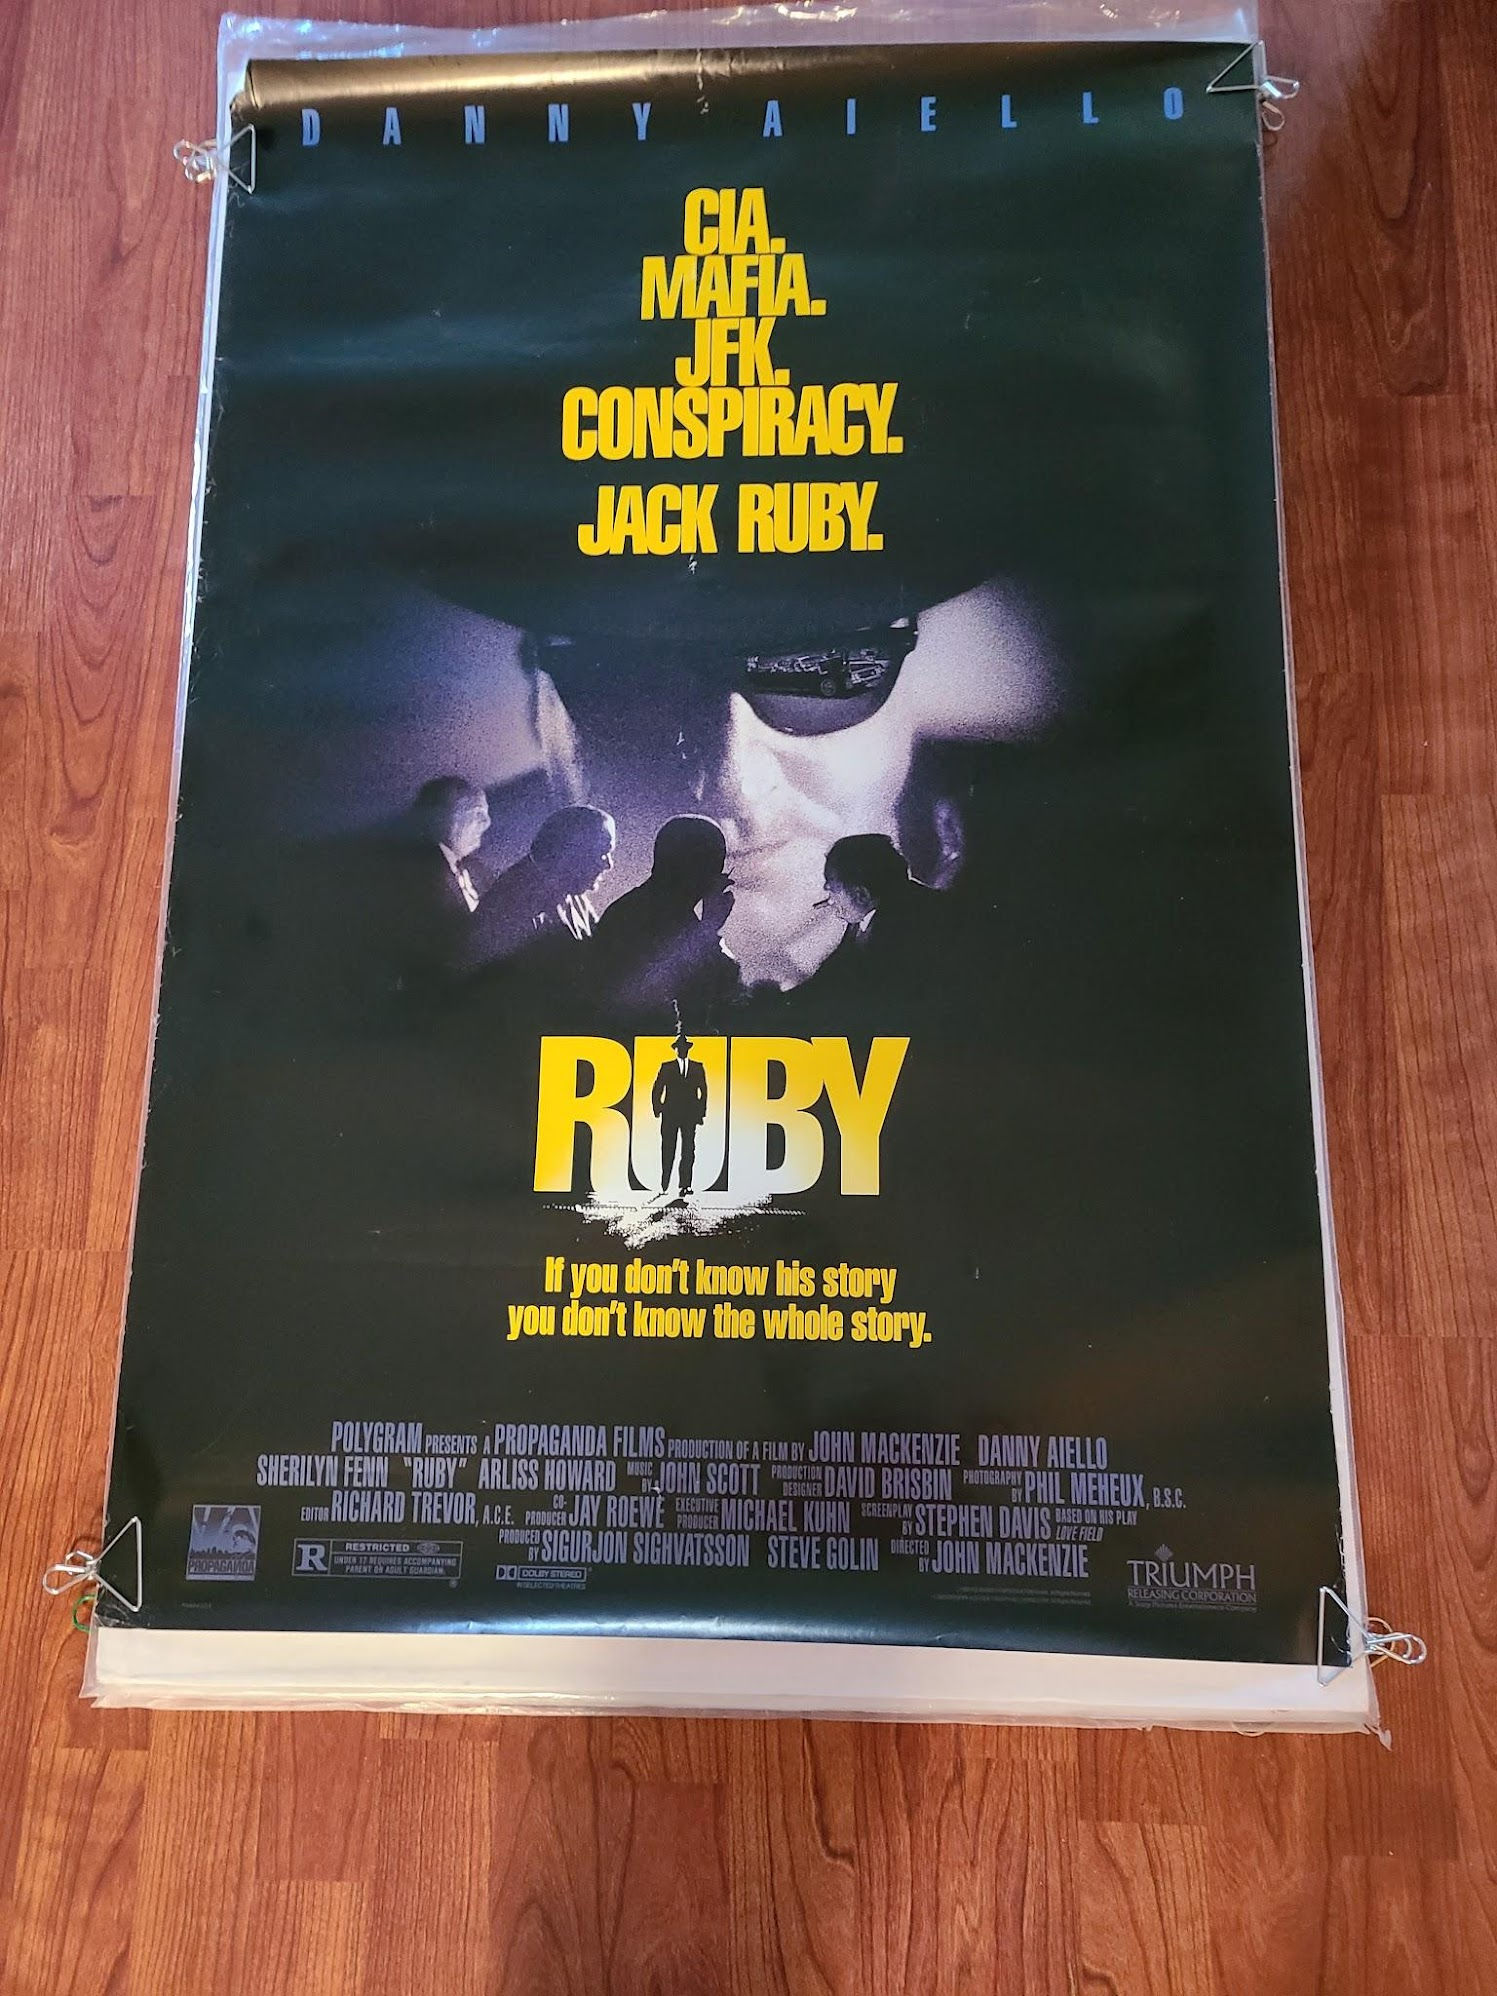 DANNY AIELLO
CIA.
MAFIA.
JFK.
CONSPIRACY.
JACK RUBY.
RUBY
If you don't know his story
you don't know the whole story.
POLYGRAM PRESENTS A PROPAGANDA FILMS PRODUCTION OF A FILM BY JOHN MACKENZIE DANNY AIELLO
SHERILYN FENN "RUBY" ARLISS HOWARD MUSIC BY JOHN SCOTT PRODUCTION DESIGNER DAVID BRISBIN PHOTOGRAPHY BY PHIL MEHEUX, B.S.C.
EDITOR RICHARD TREVOR, A.C.E. CO-PRODUCER JAY ROEWE EXECUTIVE PRODUCER MICHAEL KUHN SCREENPLAY BY STEPHEN DAVIS BASED ON HIS PLAY LOVE FIELD
PRODUCED BY SIGURJON SIGHVATSSON STEVE GOLIN DIRECTED BY JOHN MACKENZIE
PROPAGANDA
R RESTRICTED
UNDER 17 REQUIRES ACCOMPANYING
PARENT OR ADULT GUARDIAN
DOLBY STEREO
IN SELECTED THEATRES
TRIUMPH
RELEASING CORPORATION
A Sony Pictures Entertainment Company